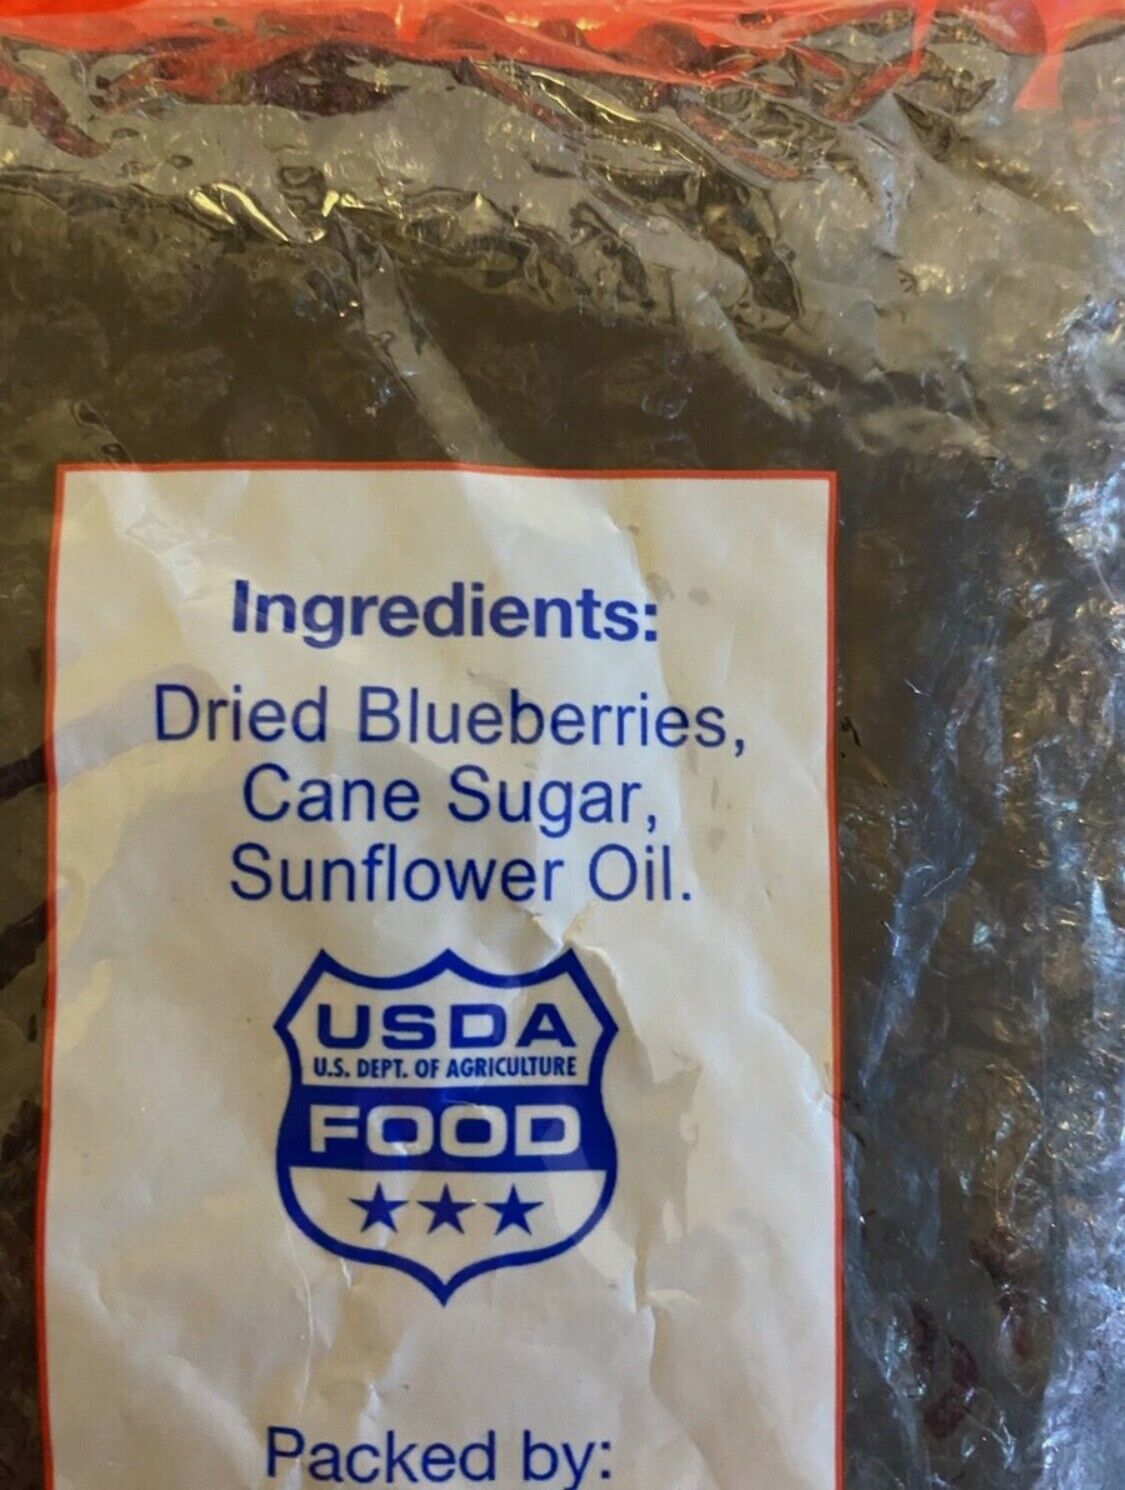 Ingredients:
Dried Blueberries,
Cane Sugar,
Sunflower Oil.
USDA
U.S. DEPT. OF AGRICULTURE
FOOD
Packed by: